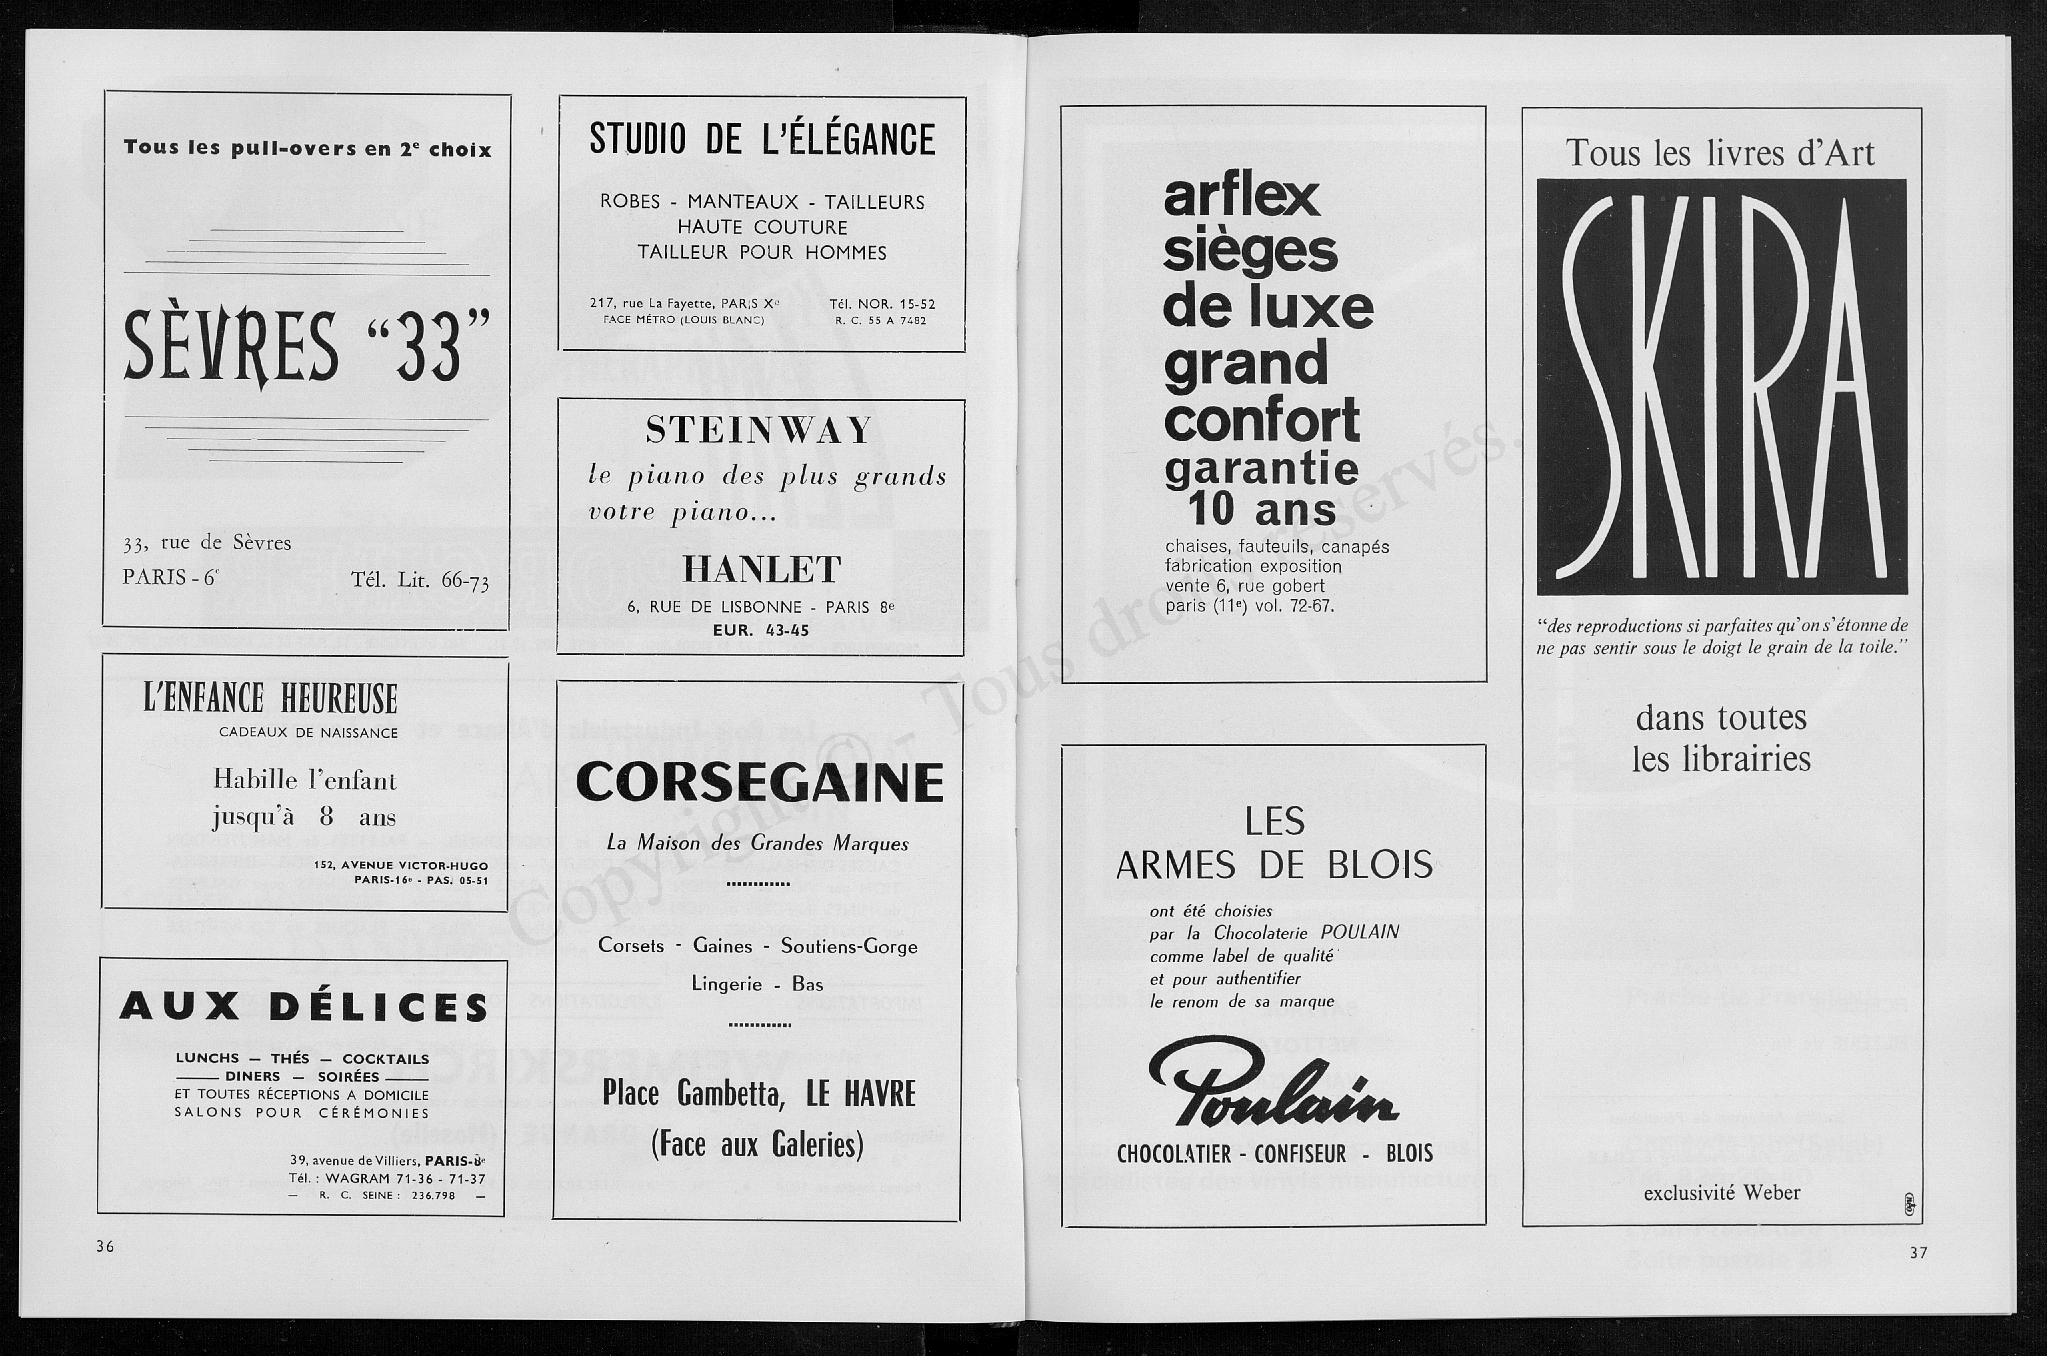 Tous les pull-overs en 2e choix
SÈVRES “33”
33, rue de Sèvres
PARIS - 6e Tél. Lit. 66-73
L'ENFANCE HEUREUSE
CADEAUX DE NAISSANCE
Habille l'enfant
jusqu'à 8 ans
152, AVENUE VICTOR-HUGO
PARIS-16e - PAS. 05-51
AUX DÉLICES
LUNCHS — THÉS — COCKTAILS
DINERS — SOIRÉES
ET TOUTES RÉCEPTIONS A DOMICILE
SALONS POUR CÉRÉMONIES
39, avenue de Villiers, PARIS-8e
Tél. : WAGRAM 71-36 - 71-37
— R. C. SEINE : 236.798 —
36
STUDIO DE L'ÉLÉGANCE
ROBES - MANTEAUX - TAILLEURS
HAUTE COUTURE
TAILLEUR POUR HOMMES
217, rue La Fayette, PARIS Xe Tél. NOR. 15-52
FACE MÉTRO (LOUIS BLANC) R. C. 55 A 7482
STEINWAY
le piano des plus grands
votre piano...
HANLET
6, RUE DE LISBONNE - PARIS 8e
EUR. 43-45
CORSEGAINE
La Maison des Grandes Marques
Corsets - Gaines - Soutiens-Gorge
Lingerie - Bas
Place Gambetta, LE HAVRE
(Face aux Galeries)
arflex
sièges
de luxe
grand
confort
garantie
10 ans
chaises, fauteuils, canapés
fabrication exposition
vente 6, rue gobert
paris (11e) vol. 72-67.
LES
ARMES DE BLOIS
ont été choisies
par la Chocolaterie POULAIN
comme label de qualité
et pour authentifier
le renom de sa marque
Poulain
CHOCOLATIER - CONFISEUR - BLOIS
Tous les livres d'Art
SKIRA
“des reproductions si parfaites qu'on s'étonne de
ne pas sentir sous le doigt le grain de la toile.”
dans toutes
les librairies
exclusivité Weber
37
Copyright © - Tous droits réservés.